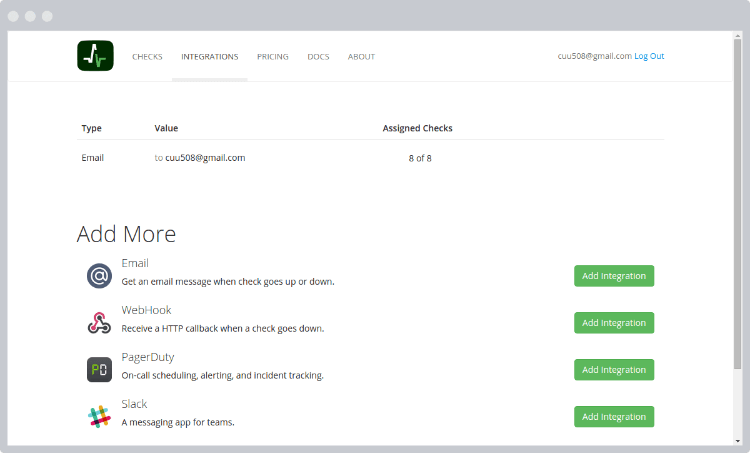 CHECKS INTEGRATIONS PRICING DOCS ABOUT cuu508@gmail.com Log Out
Type Value Assigned Checks
Email to cuu508@gmail.com 8 of 8
Add More
Email
Get an email message when check goes up or down.
Add Integration
WebHook
Receive a HTTP callback when a check goes down.
Add Integration
PagerDuty
PD
On-call scheduling, alerting, and incident tracking.
Add Integration
Slack
A messaging app for teams.
Add Integration